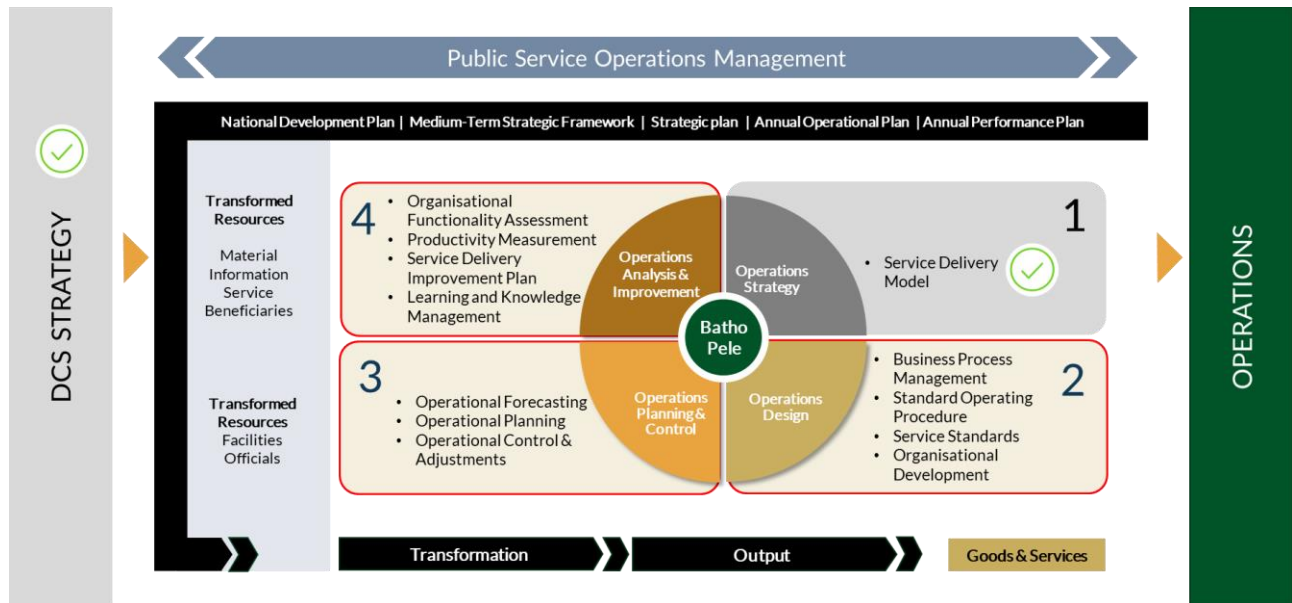 Public Service Operations Management
National Development Plan | Medium-Term Strategic Framework | Strategic plan | Annual Operational Plan | Annual Performance Plan
DCS STRATEGY
Transformed
Resources
Material
Information
Service
Beneficiaries
Transformed
Resources
Facilities
Officials
4
• Organisational
Functionality Assessment
• Productivity Measurement
• Service Delivery
Improvement Plan
• Learning and Knowledge
Management
Operations
Analysis &
Improvement
Operations
Strategy
1
• Service Delivery
Model
Batho
Pele
3
• Operational Forecasting
• Operational Planning
• Operational Control &
Adjustments
Operations
Planning &
Control
Operations
Design
2
• Business Process
Management
• Standard Operating
Procedure
• Service Standards
• Organisational
Development
Transformation
Output
Goods & Services
OPERATIONS